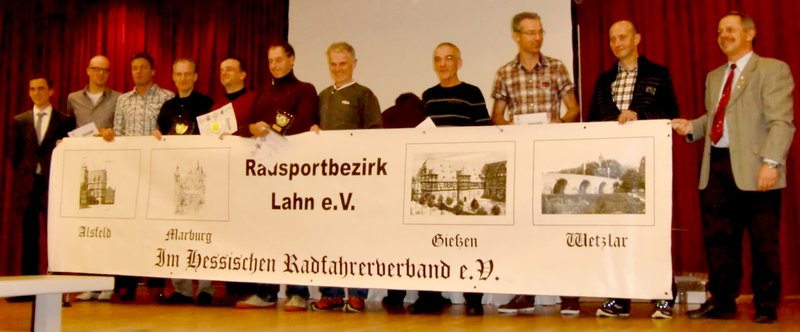 Radsportbezirk
Lahn e.V.
Alsfeld
Marburg
Gießen
Wetzlar
Im Hessischen Radfahrerverband e.V.